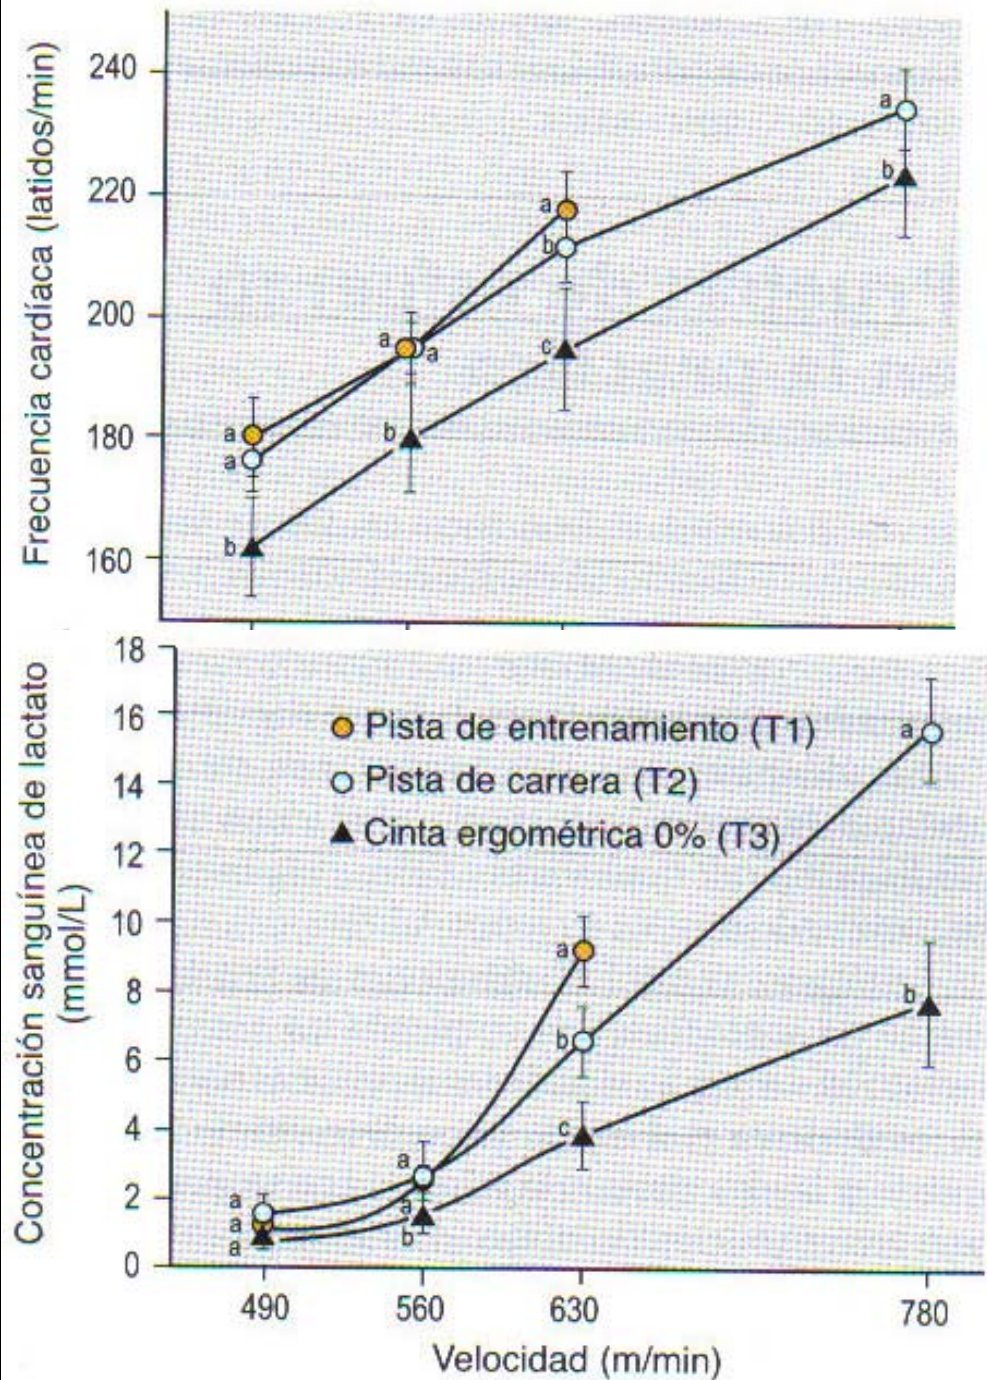 Frecuencia cardíaca (latidos/min)
240
220
200
180
160
a
a
b
a
a
b
a
b
c
a
b
Concentración sanguínea de lactato
(mmol/L)
18
16
14
12
10
8
6
4
2
0
Pista de entrenamiento (T1)
Pista de carrera (T2)
Cinta ergométrica 0% (T3)
a
a
a
a
a
b
a
b
c
a
b
490 560 630 780
Velocidad (m/min)